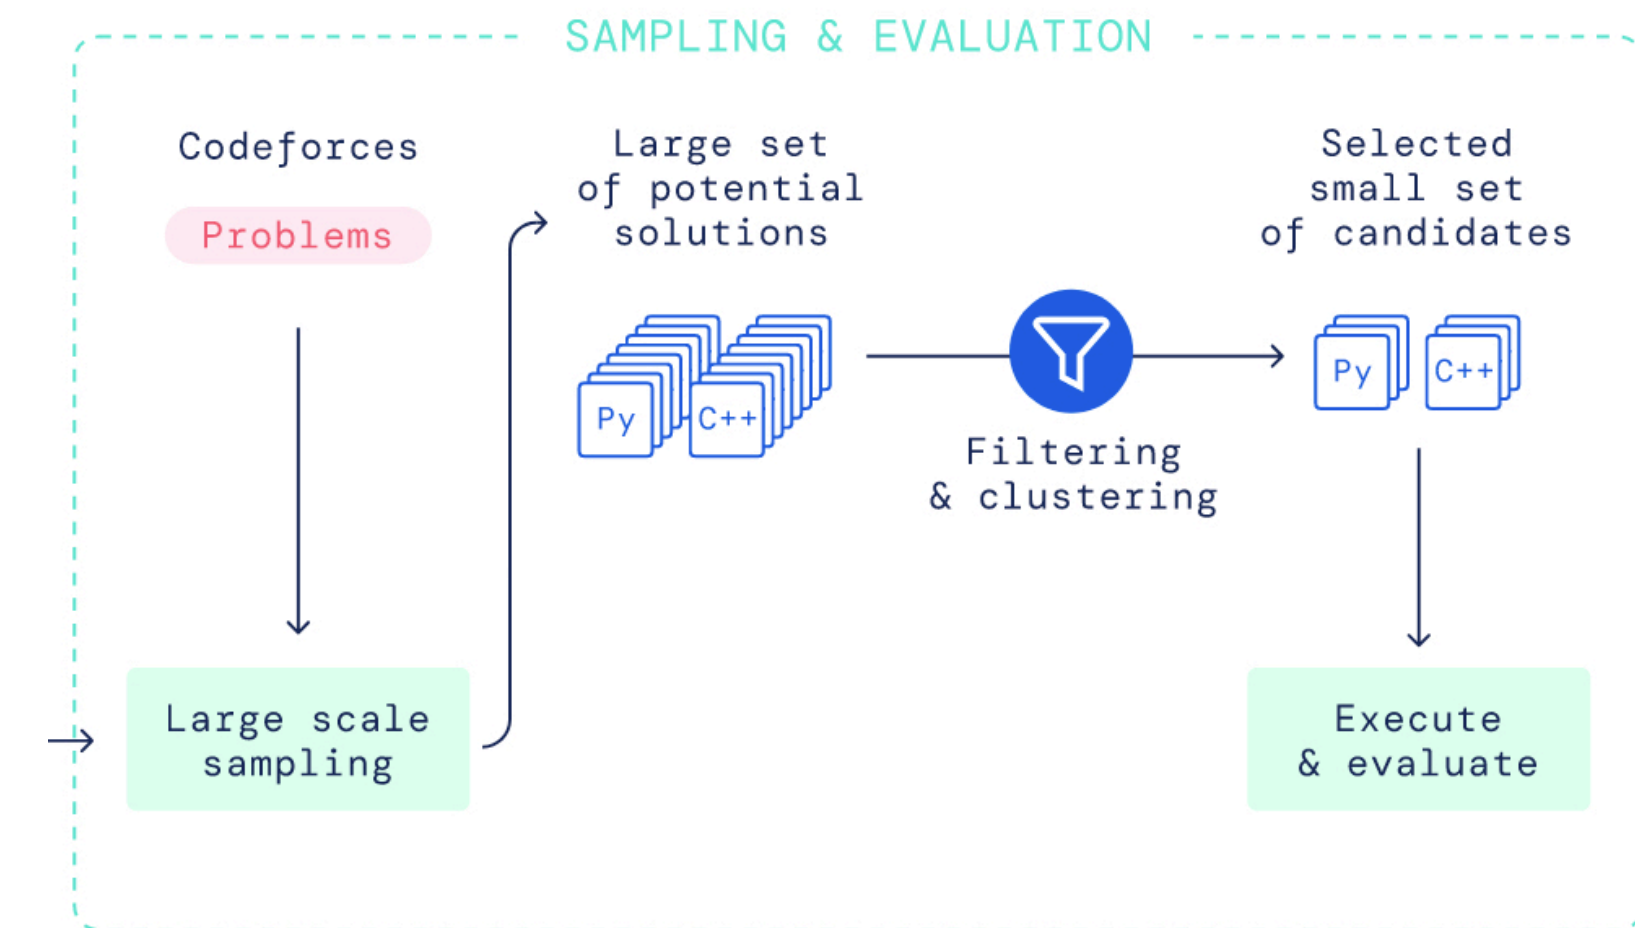 SAMPLING & EVALUATION
Codeforces
Problems
Large scale
sampling
Large set
of potential
solutions
Py
C++
Filtering
& clustering
Selected
small set
of candidates
Py
C++
Execute
& evaluate